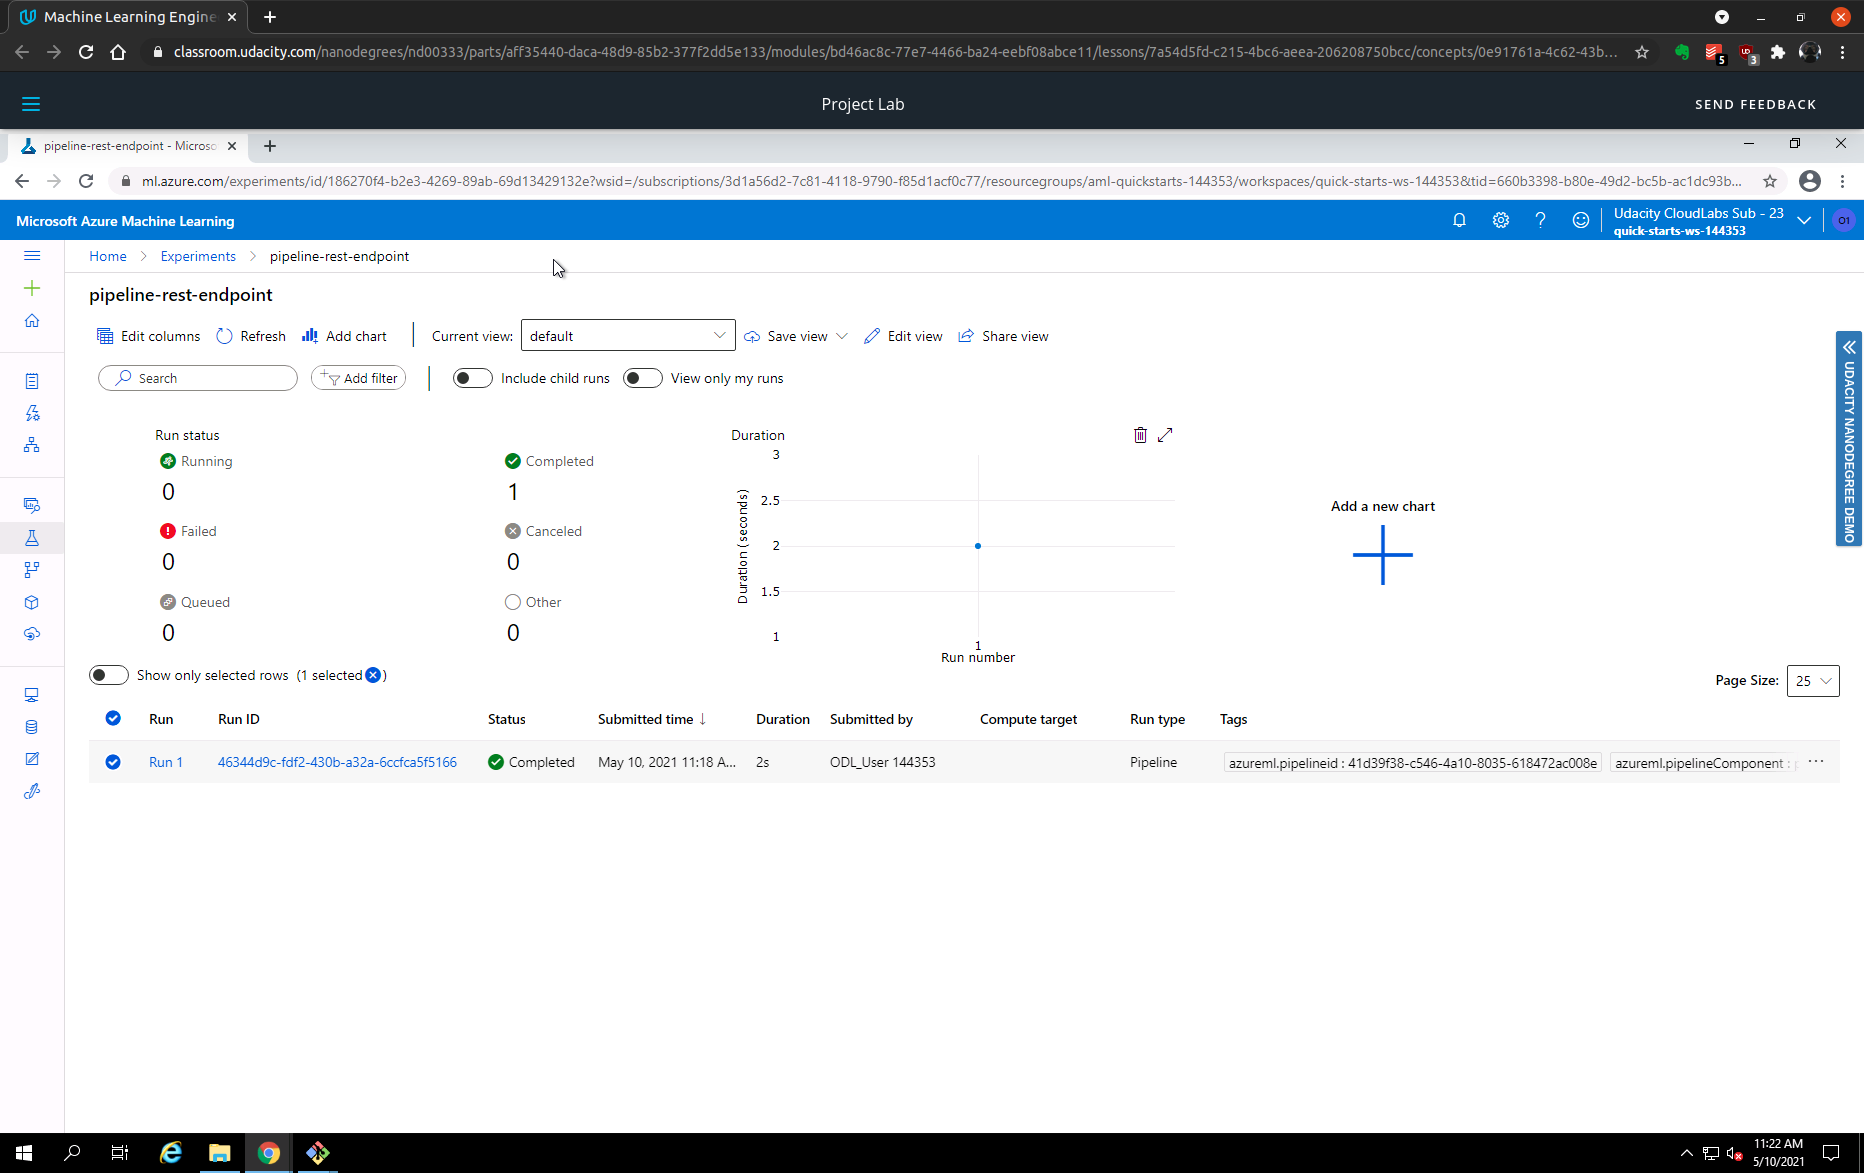 Machine Learning Engine
classroom.udacity.com/nanodegrees/nd00333/parts/aff35440-daca-48d9-85b2-377f2dd5e133/modules/bd46ac8c-77e7-4466-ba24-eebf08abce11/lessons/7a54d5fd-c215-4bc6-aeea-206208750bcc/concepts/0e91761a-4c62-43b...
5
3
Project Lab
SEND FEEDBACK
pipeline-rest-endpoint - Microso
ml.azure.com/experiments/id/186270f4-b2e3-4269-89ab-69d13429132e?wsid=/subscriptions/3d1a56d2-7c81-4118-9790-f85d1acf0c77/resourcegroups/aml-quickstarts-144353/workspaces/quick-starts-ws-144353&tid=660b3398-b80e-49d2-bc5b-ac1dc93b...
Microsoft Azure Machine Learning
Udacity CloudLabs Sub - 23
quick-starts-ws-144353
O1
Home > Experiments > pipeline-rest-endpoint
pipeline-rest-endpoint
Edit columns Refresh Add chart Current view: default Save view Edit view Share view
Search Add filter Include child runs View only my runs
UDACITY NANODEGREE DEMO
Run status
Running
0
Completed
1
Failed
0
Canceled
0
Queued
0
Other
0
Duration
3
2.5
2
1.5
1
Duration (seconds)
1
Run number
Add a new chart
Show only selected rows (1 selected )
Page Size: 25
Run Run ID Status Submitted time ↓ Duration Submitted by Compute target Run type Tags
Run 1 46344d9c-fdf2-430b-a32a-6ccfca5f5166 Completed May 10, 2021 11:18 A... 2s ODL_User 144353 Pipeline azureml.pipelineid : 41d39f38-c546-4a10-8035-618472ac008e azureml.pipelineComponent : ...
11:22 AM
5/10/2021